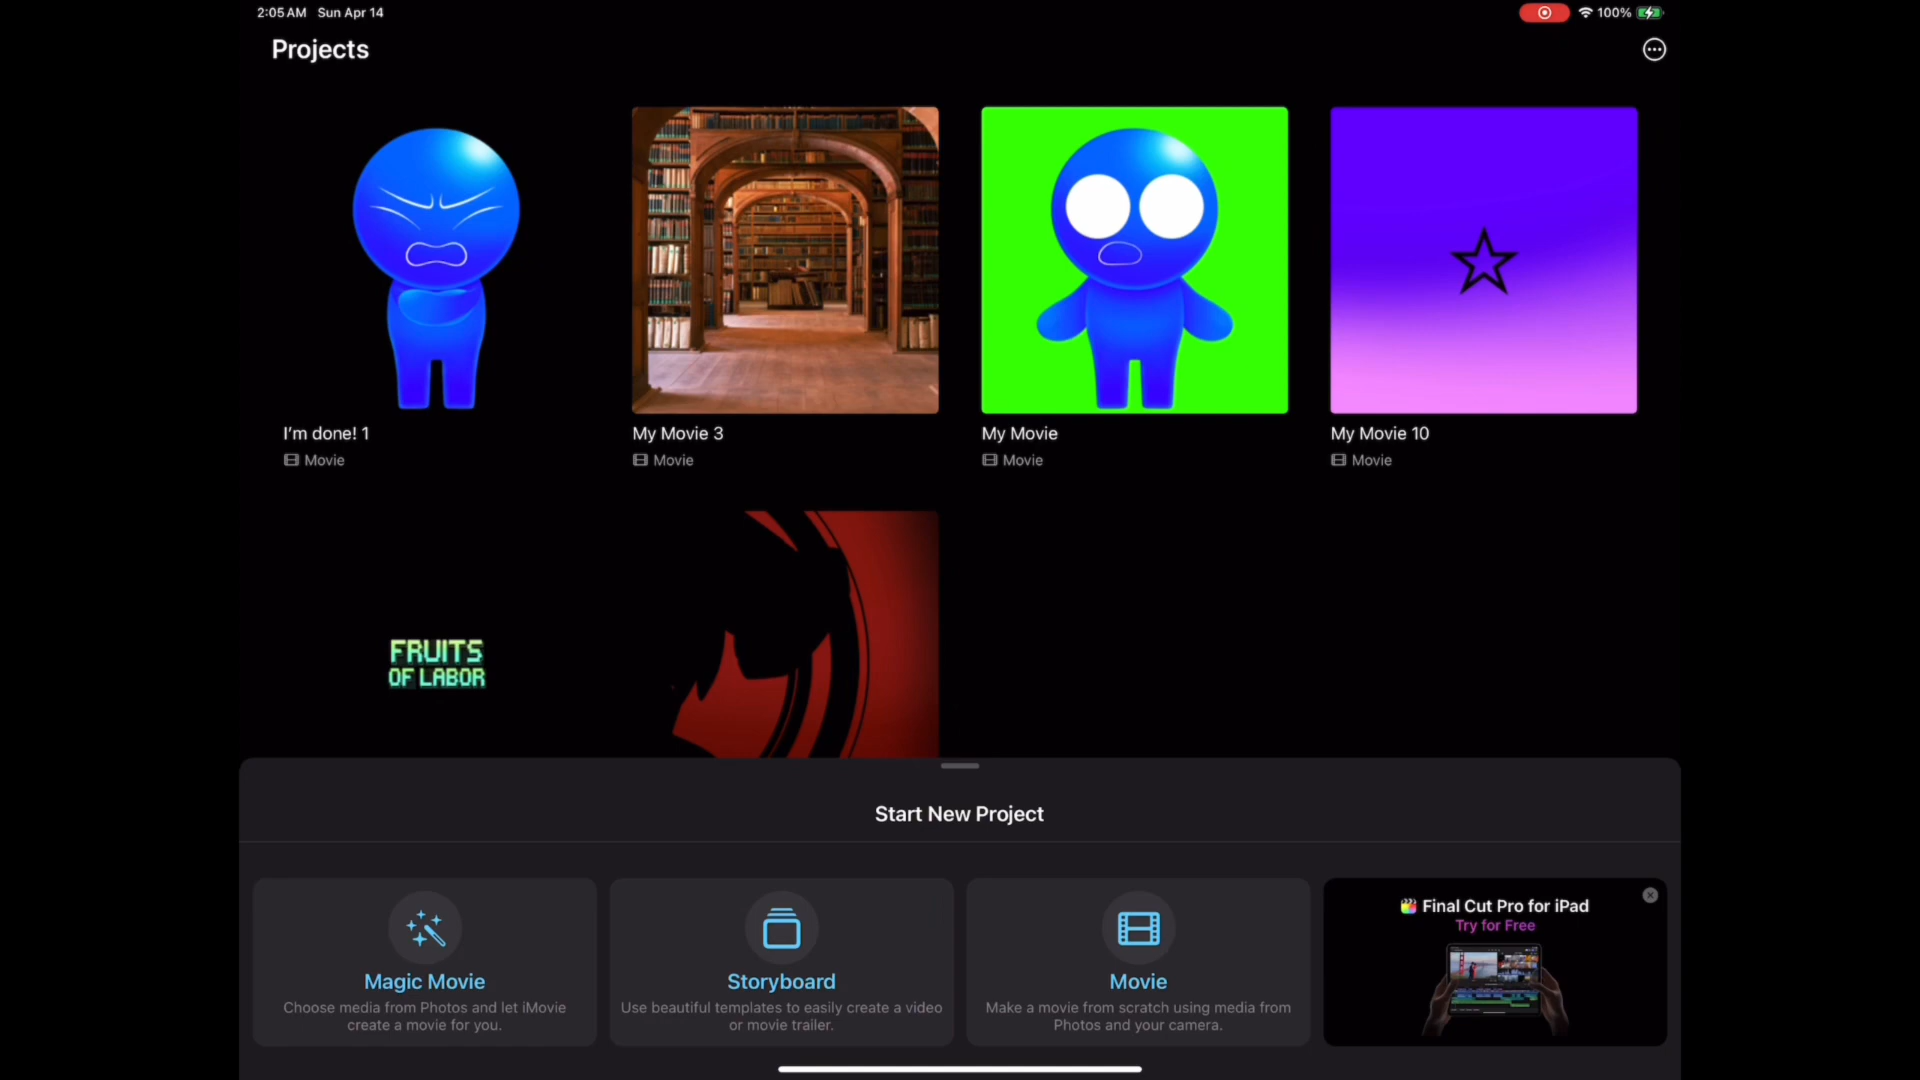 2:05 AM Sun Apr 14
100%
Projects
I'm done! 1
Movie
My Movie 3
Movie
My Movie
Movie
My Movie 10
Movie
FRUITS
OF LABOR
Start New Project
Magic Movie
Choose media from Photos and let iMovie
create a movie for you.
Storyboard
Use beautiful templates to easily create a video
or movie trailer.
Movie
Make a movie from scratch using media from
Photos and your camera.
Final Cut Pro for iPad
Try for Free